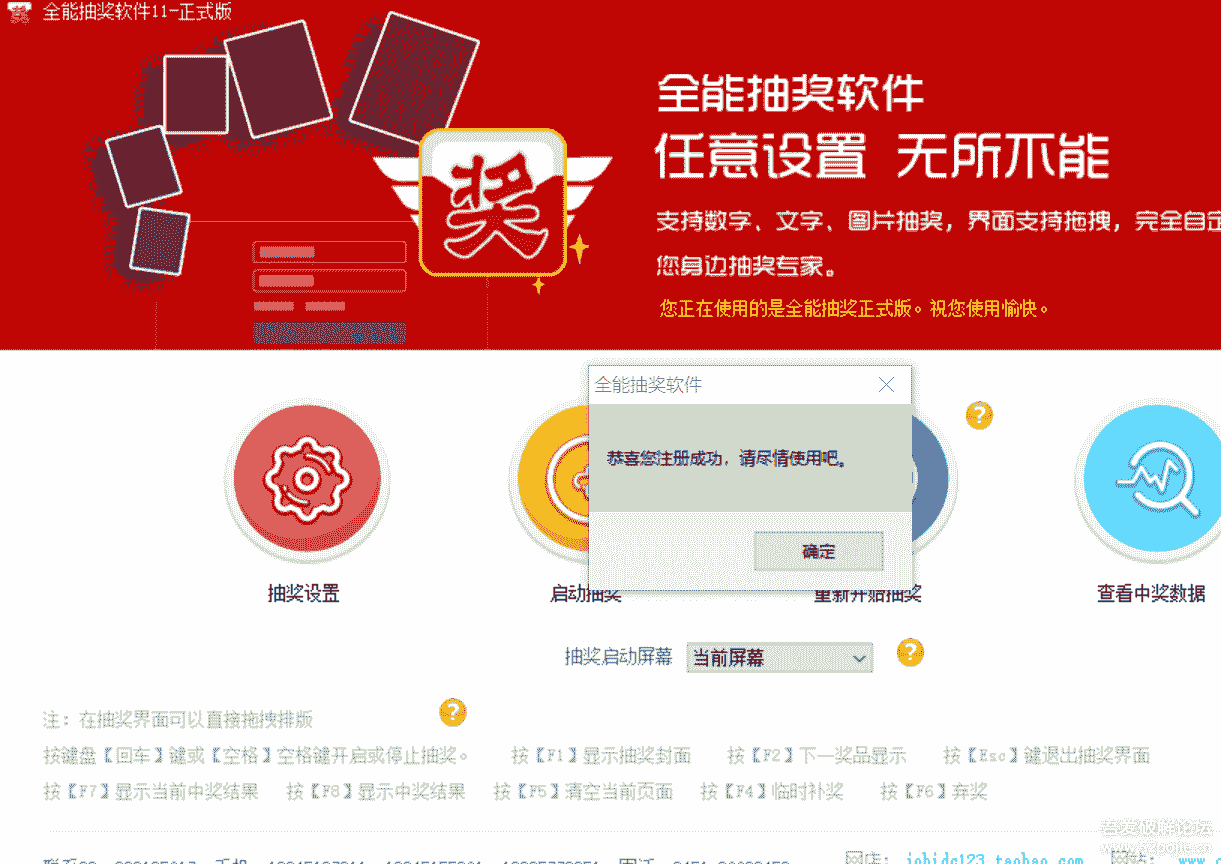 全能抽奖软件11-正式版
奖
全能抽奖软件
任意设置 无所不能
支持数字、文字、图片抽奖，界面支持拖拽，完全自定
您身边抽奖专家。
您正在使用的是全能抽奖正式版。祝您使用愉快。
全能抽奖软件
恭喜您注册成功，请尽情使用吧。
确定
抽奖设置
启动抽奖
重新开始抽奖
查看中奖数据
抽奖启动屏幕 当前屏幕
注：在抽奖界面可以直接拖拽排版
按键盘【回车】键或【空格】空格键开启或停止抽奖。 按【F1】显示抽奖封面 按【F2】下一奖品显示 按【Esc】键退出抽奖界面
按【F7】显示当前中奖结果 按【F8】显示中奖结果 按【F5】清空当前页面 按【F4】临时补奖 按【F6】弃奖
吾爱破解论坛
www.52pojie.cn